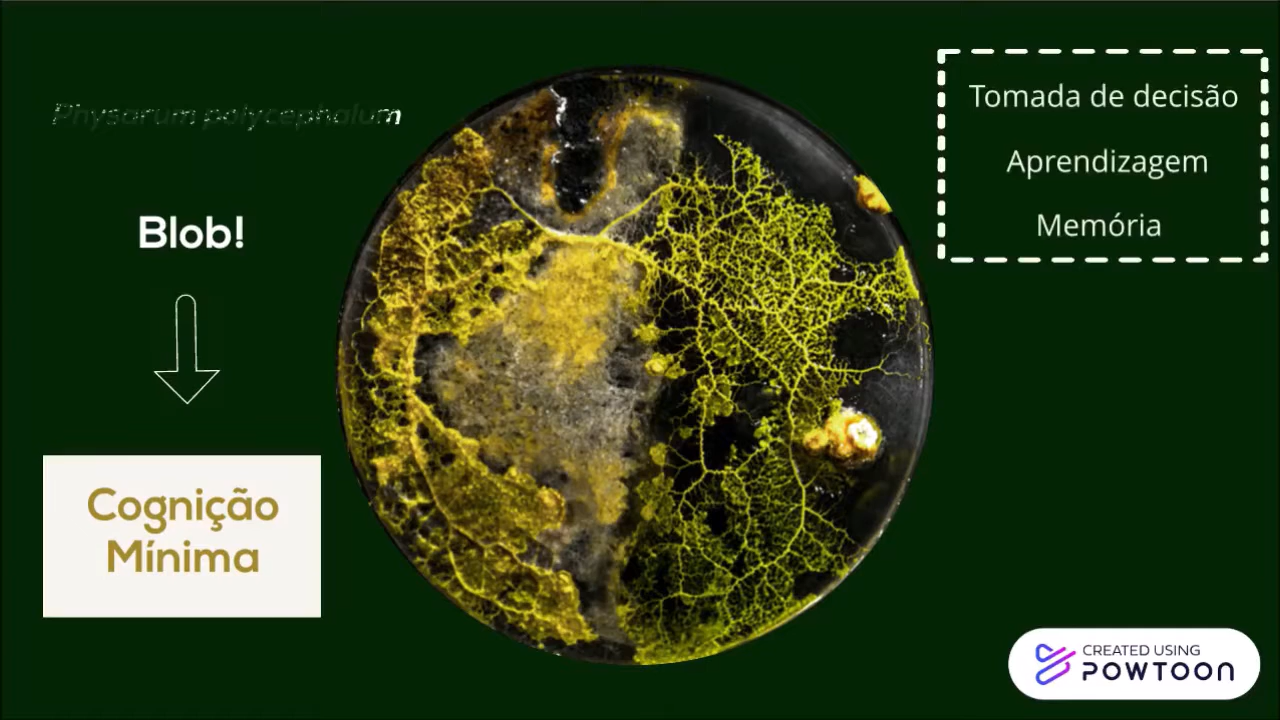 Physarum polycephalum
Blob!
Cognição
Mínima
Tomada de decisão
Aprendizagem
Memória
CREATED USING
POWTOON